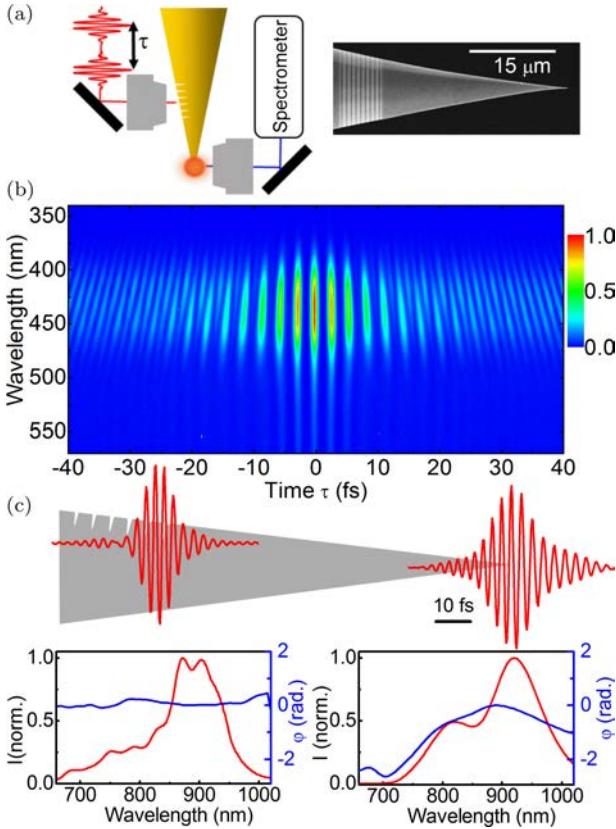 (a)
τ
Spectrometer
15 μm
(b)
Wavelength (nm)
350
400
450
500
550
-40 -30 -20 -10 0 10 20 30 40
Time τ (fs)
1.0
0.5
0.0
(c)
10 fs
I(norm.)
1.0
0.5
0.0
700 800 900 1000
Wavelength (nm)
2
0
-2
φ (rad.)
I (norm.)
1.0
0.5
0.0
700 800 900 1000
Wavelength (nm)
2
0
-2
φ (rad.)